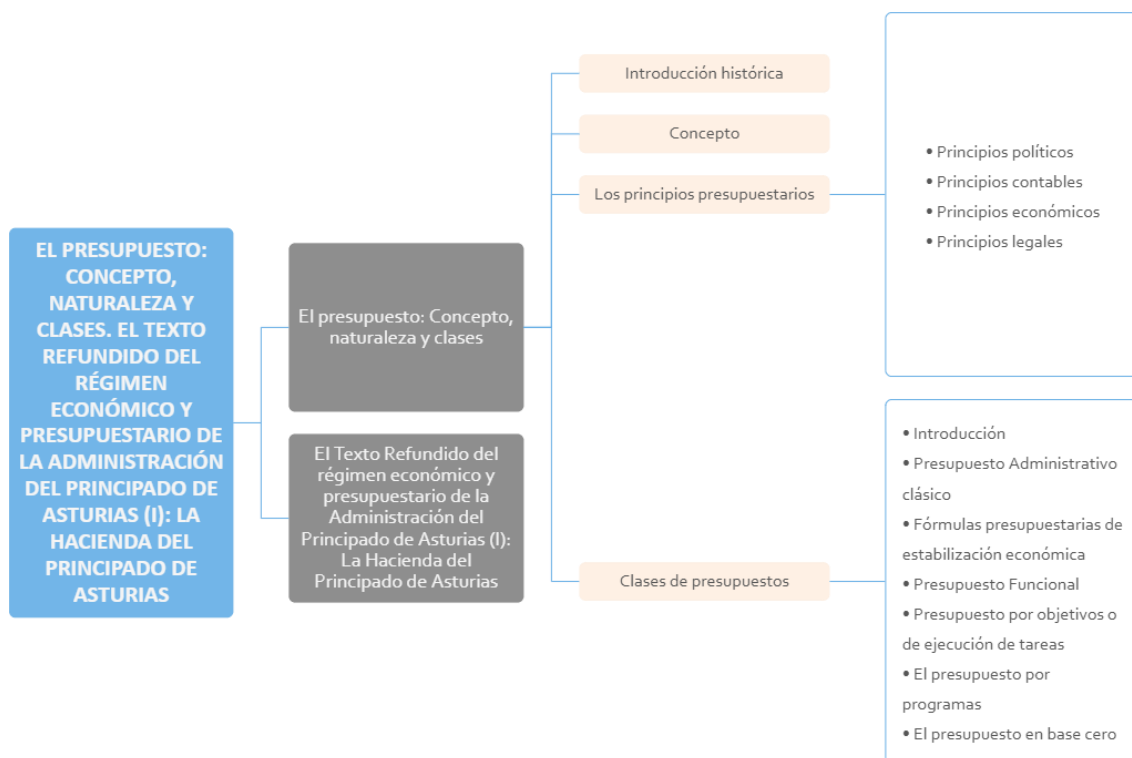 EL PRESUPUESTO:
CONCEPTO,
NATURALEZA Y
CLASES. EL TEXTO
REFUNDIDO DEL
RÉGIMEN
ECONÓMICO Y
PRESUPUESTARIO DE
LA ADMINISTRACIÓN
DEL PRINCIPADO DE
ASTURIAS (I): LA
HACIENDA DEL
PRINCIPADO DE
ASTURIAS
El presupuesto: Concepto,
naturaleza y clases
El Texto Refundido del
régimen económico y
presupuestario de la
Administración del
Principado de Asturias (I):
La Hacienda del
Principado de Asturias
Introducción histórica
Concepto
Los principios presupuestarios
Clases de presupuestos
• Principios políticos
• Principios contables
• Principios económicos
• Principios legales
• Introducción
• Presupuesto Administrativo
clásico
• Fórmulas presupuestarias de
estabilización económica
• Presupuesto Funcional
• Presupuesto por objetivos o
de ejecución de tareas
• El presupuesto por
programas
• El presupuesto en base cero